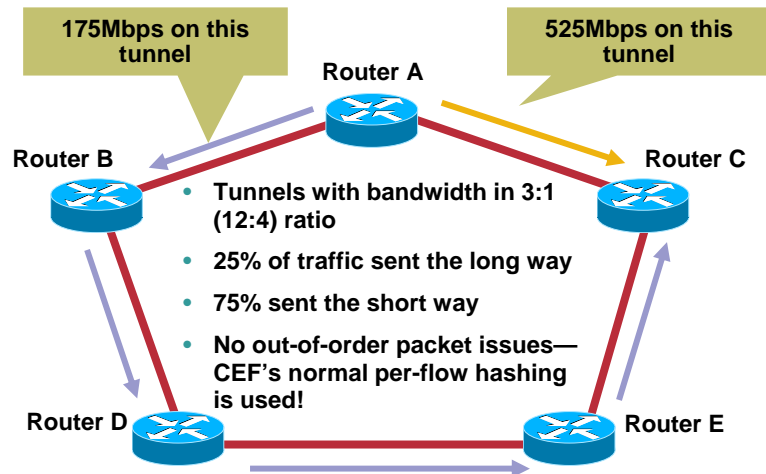 175Mbps on this
tunnel
525Mbps on this
tunnel
Router A
Router B
Router C
• Tunnels with bandwidth in 3:1
(12:4) ratio
• 25% of traffic sent the long way
• 75% sent the short way
• No out-of-order packet issues—
CEF's normal per-flow hashing
is used!
Router D
Router E